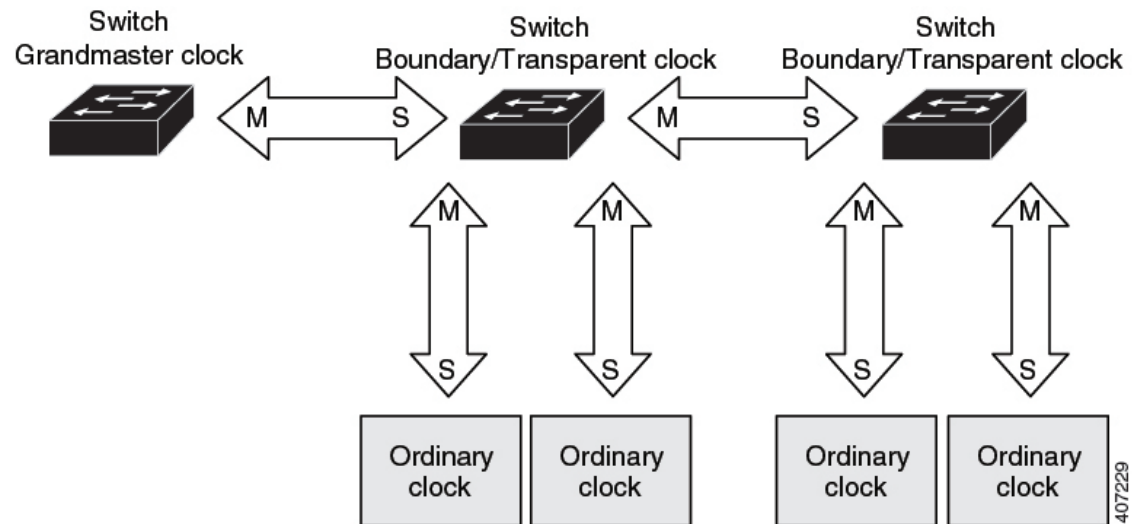 Switch
Grandmaster clock
Switch
Boundary/Transparent clock
Switch
Boundary/Transparent clock
M
S
M
S
M
M
M
M
S
S
S
S
Ordinary
clock
Ordinary
clock
Ordinary
clock
Ordinary
clock
407229